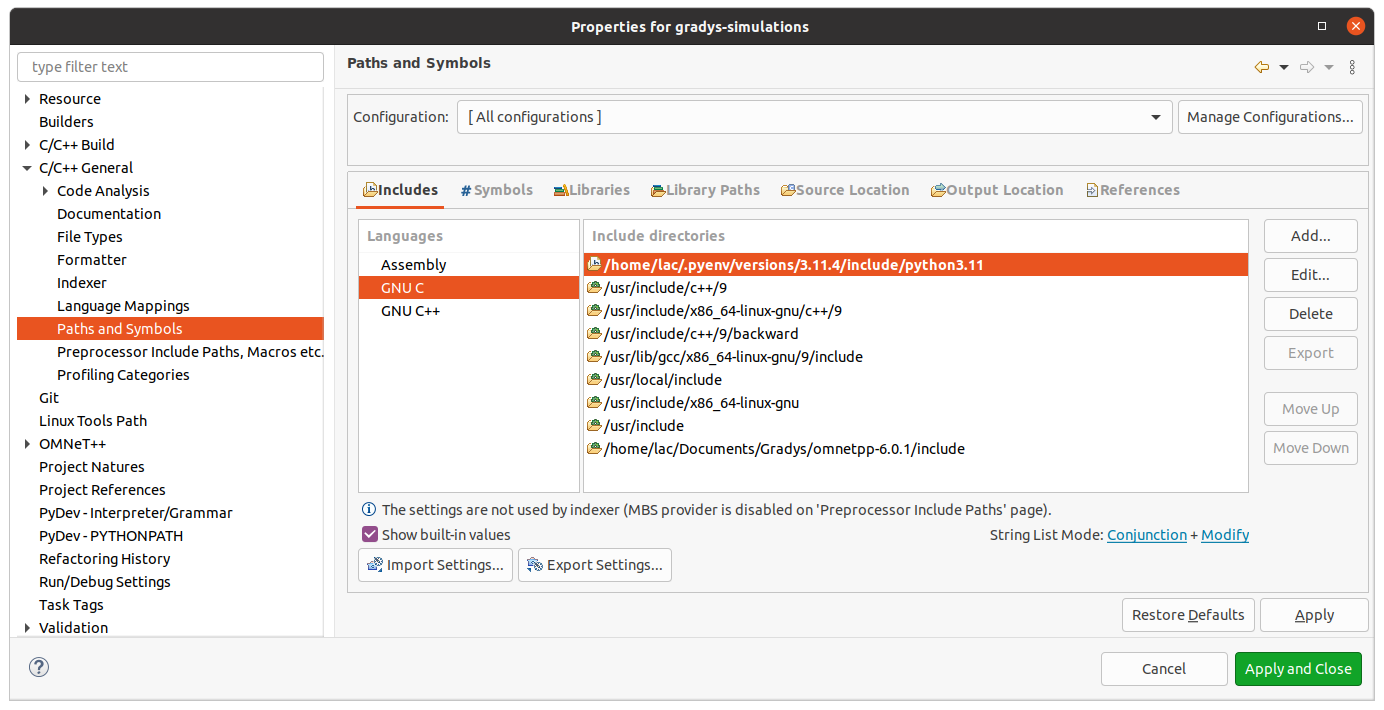 Properties for gradys-simulations
type filter text
Resource
Builders
C/C++ Build
C/C++ General
Code Analysis
Documentation
File Types
Formatter
Indexer
Language Mappings
Paths and Symbols
Preprocessor Include Paths, Macros etc.
Profiling Categories
Git
Linux Tools Path
OMNeT++
Project Natures
Project References
PyDev - Interpreter/Grammar
PyDev - PYTHONPATH
Refactoring History
Run/Debug Settings
Task Tags
Validation
Paths and Symbols
Configuration: [ All configurations ] Manage Configurations...
Includes # Symbols Libraries Library Paths Source Location Output Location References
Languages
Assembly
GNU C
GNU C++
Include directories
/home/lac/.pyenv/versions/3.11.4/include/python3.11
/usr/include/c++/9
/usr/include/x86_64-linux-gnu/c++/9
/usr/include/c++/9/backward
/usr/lib/gcc/x86_64-linux-gnu/9/include
/usr/local/include
/usr/include/x86_64-linux-gnu
/usr/include
/home/lac/Documents/Gradys/omnetpp-6.0.1/include
Add...
Edit...
Delete
Export
Move Up
Move Down
The settings are not used by indexer (MBS provider is disabled on 'Preprocessor Include Paths' page).
Show built-in values
String List Mode: Conjunction + Modify
Import Settings... Export Settings...
Restore Defaults Apply
? Cancel Apply and Close